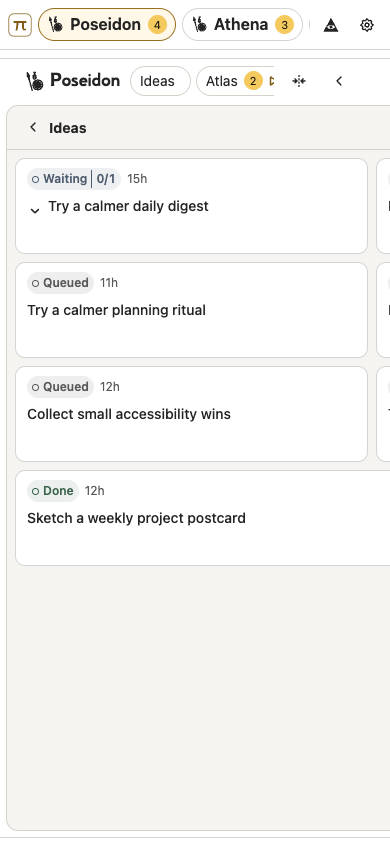 π Poseidon 4 Athena 3
Poseidon Ideas Atlas 2
Ideas
Waiting 0/1 15h
Try a calmer daily digest
Queued 11h
Try a calmer planning ritual
Queued 12h
Collect small accessibility wins
Done 12h
Sketch a weekly project postcard